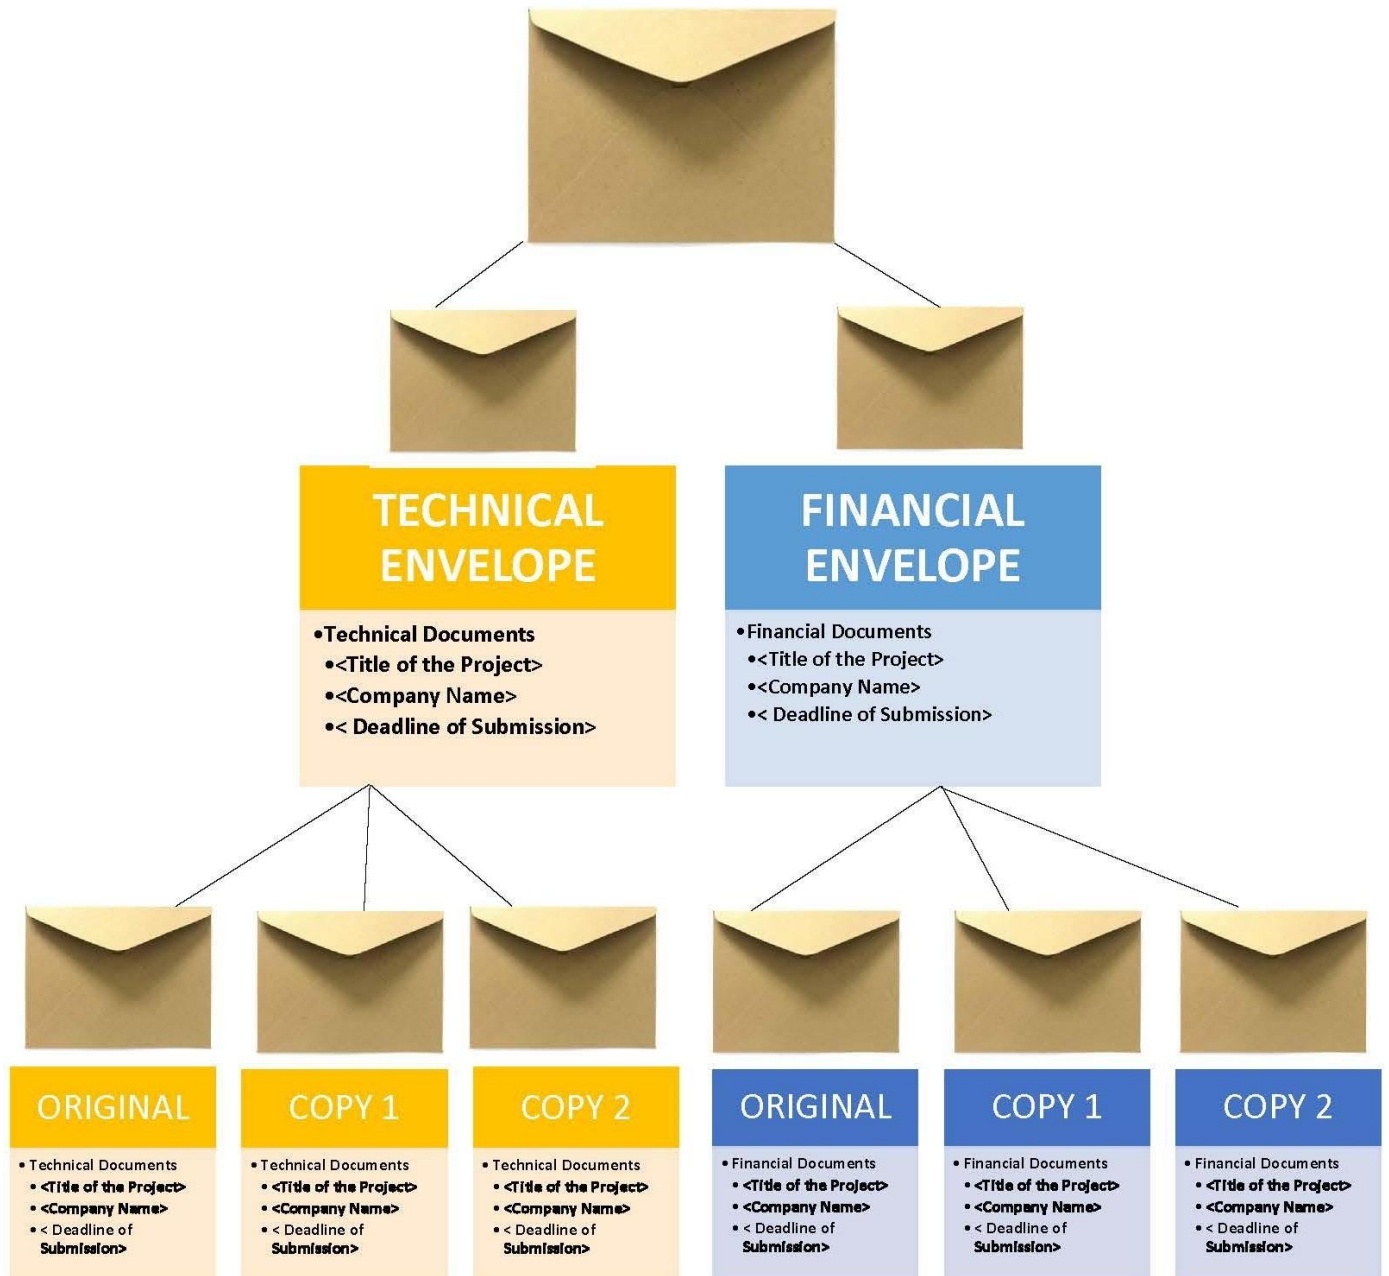 TECHNICAL
ENVELOPE
•Technical Documents
•<Title of the Project>
•<Company Name>
•< Deadline of Submission>
FINANCIAL
ENVELOPE
•Financial Documents
•<Title of the Project>
•<Company Name>
•< Deadline of Submission>
ORIGINAL
• Technical Documents
• <Title of the Project>
• <Company Name>
• < Deadline of
Submission>
COPY 1
• Technical Documents
• <Title of the Project>
• <Company Name>
• < Deadline of
Submission>
COPY 2
• Technical Documents
• <Title of the Project>
• <Company Name>
• < Deadline of
Submission>
ORIGINAL
• Financial Documents
• <Title of the Project>
• <Company Name>
• < Deadline of
Submission>
COPY 1
• Financial Documents
• <Title of the Project>
• <Company Name>
• < Deadline of
Submission>
COPY 2
• Financial Documents
• <Title of the Project>
• <Company Name>
• < Deadline of
Submission>